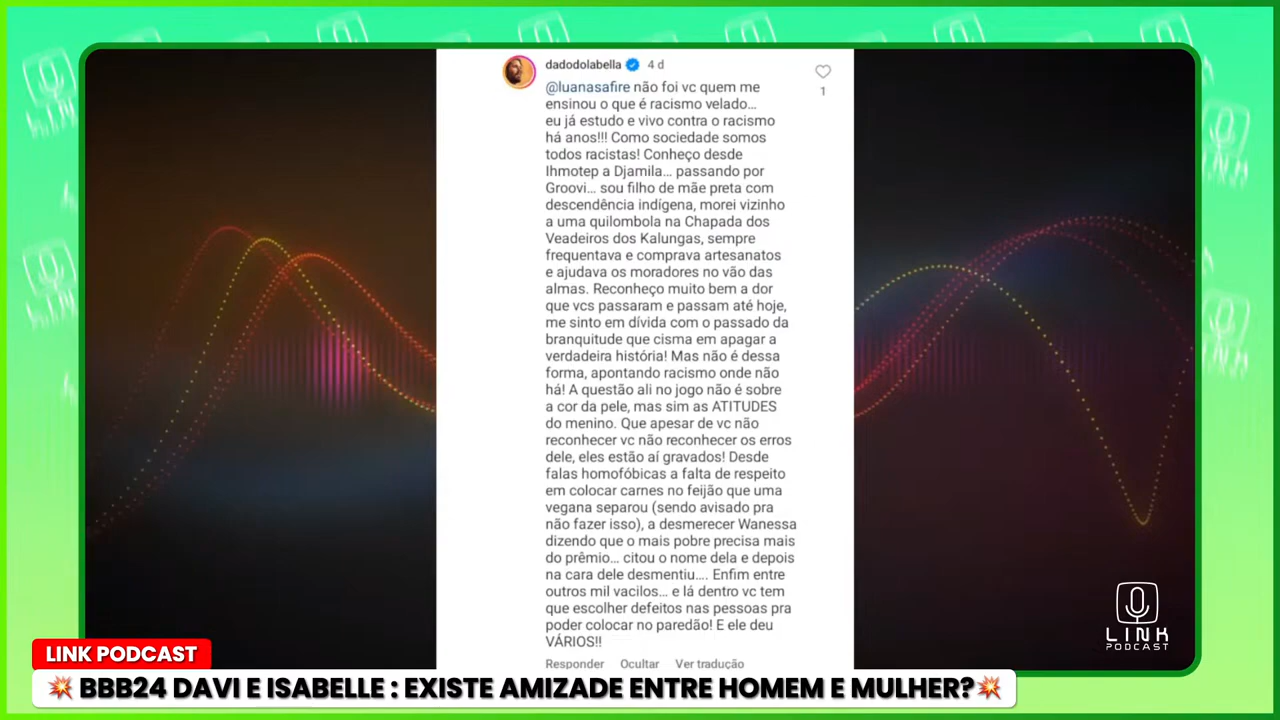 dadodolabella 4 d
@luanasafire não foi vc quem me
ensinou o que é racismo velado...
eu já estudo e vivo contra o racismo
há anos!!! Como sociedade somos
todos racistas! Conheço desde
Ihmotep a Djamila... passando por
Groovi... sou filho de mãe preta com
descendência indígena, morei vizinho
a uma quilombola na Chapada dos
Veadeiros dos Kalungas, sempre
frequentava e comprava artesanatos
e ajudava os moradores no vão das
almas. Reconheço muito bem a dor
que vcs passaram e passam até hoje,
me sinto em dívida com o passado da
branquitude que cisma em apagar a
verdadeira história! Mas não é dessa
forma, apontando racismo onde não
há! A questão ali no jogo não é sobre
a cor da pele, mas sim as ATITUDES
do menino. Que apesar de vc não
reconhecer vc não reconhecer os erros
dele, eles estão aí gravados! Desde
falas homofóbicas a falta de respeito
em colocar carnes no feijão que uma
vegana separou (sendo avisado pra
não fazer isso), a desmerecer Wanessa
dizendo que o mais pobre precisa mais
do prêmio... citou o nome dela e depois
na cara dele desmentiu.... Enfim entre
outros mil vacilos... e lá dentro vc tem
que escolher defeitos nas pessoas pra
poder colocar no paredão! E ele deu
VÁRIOS!!
Responder Ocultar Ver tradução
1
LINK
PODCAST
LINK PODCAST
💥 BBB24 DAVI E ISABELLE : EXISTE AMIZADE ENTRE HOMEM E MULHER?💥